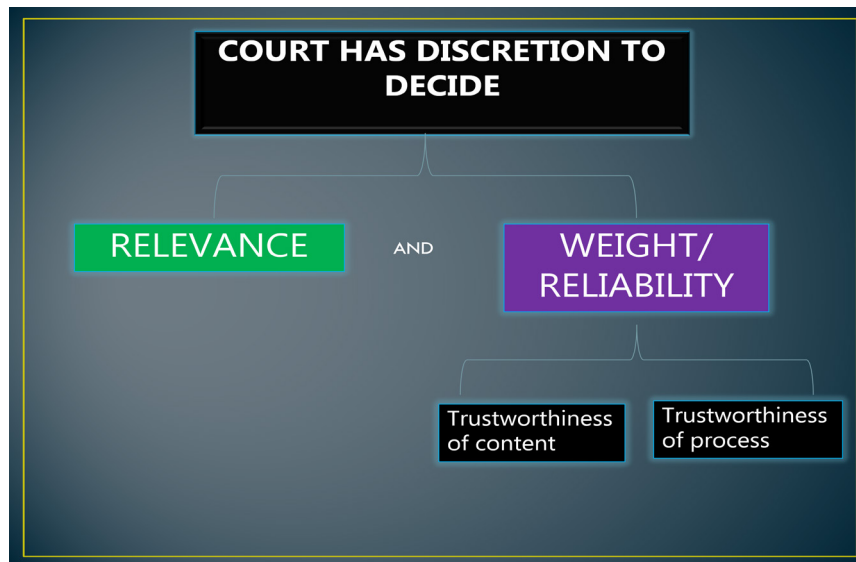 COURT HAS DISCRETION TO
DECIDE
RELEVANCE
AND
WEIGHT/
RELIABILITY
Trustworthiness
of content
Trustworthiness
of process